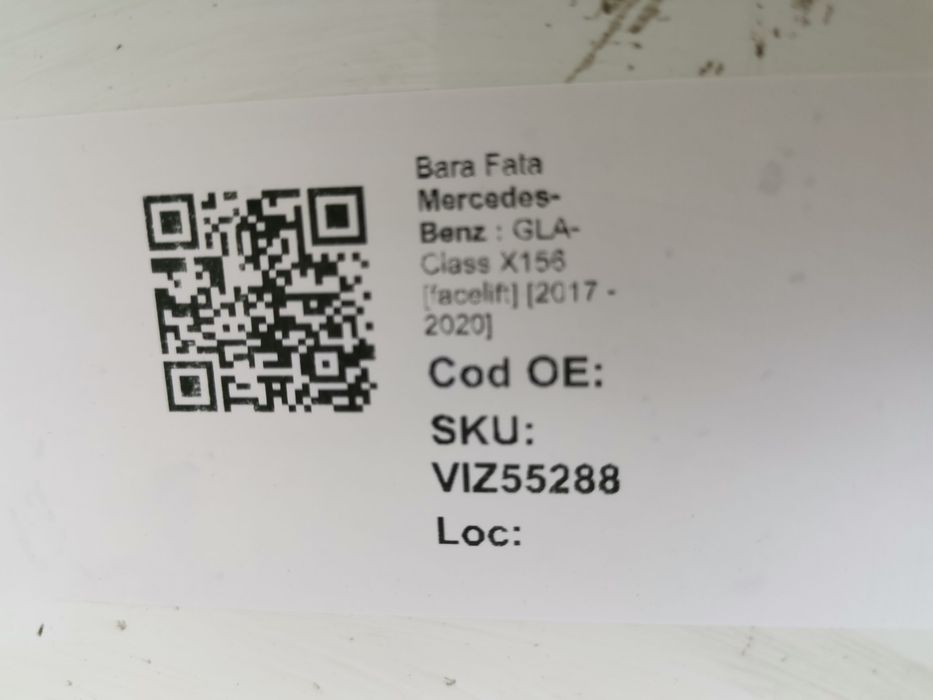 Bara Fata
Mercedes-
Benz : GLA-
Class X156
[facelift] [2017 -
2020]
Cod OE:
SKU:
VIZ55288
Loc: